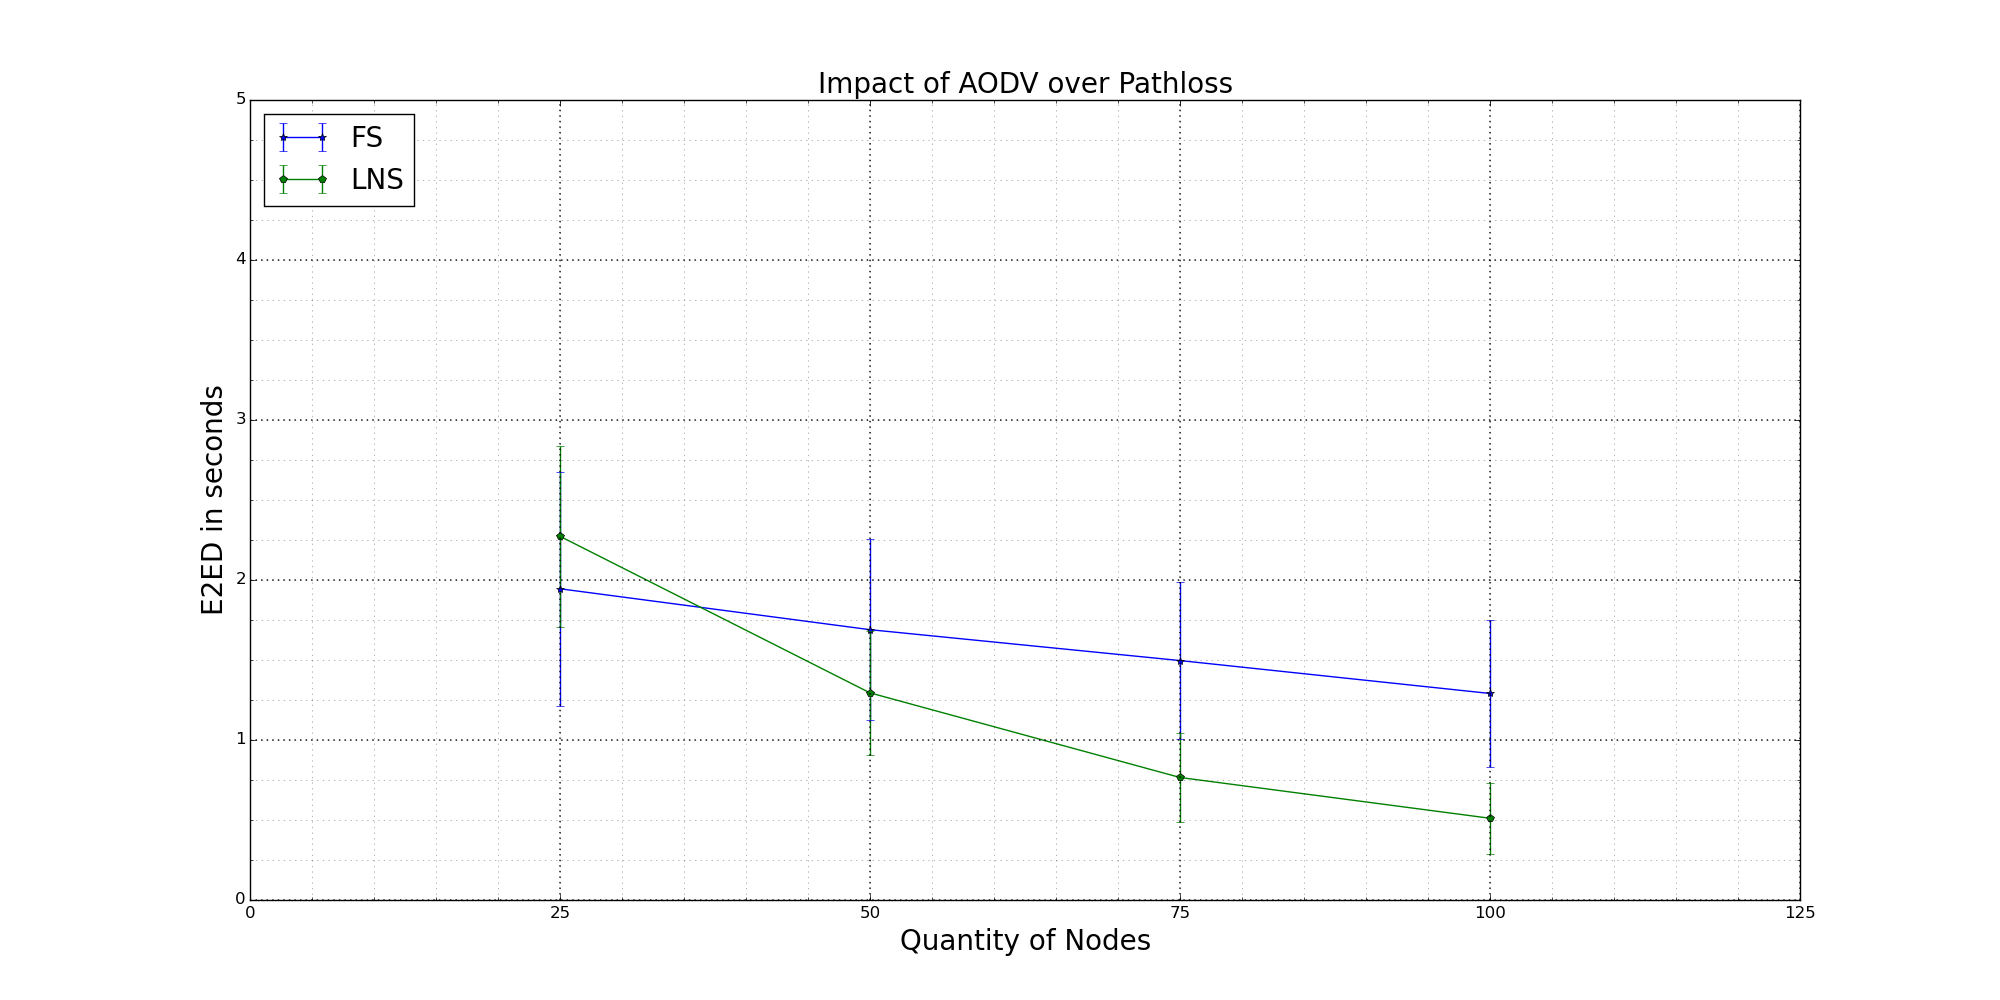 Impact of AODV over Pathloss
FS
LNS
5
4
3
2
1
0
E2ED in seconds
0 25 50 75 100 125
Quantity of Nodes